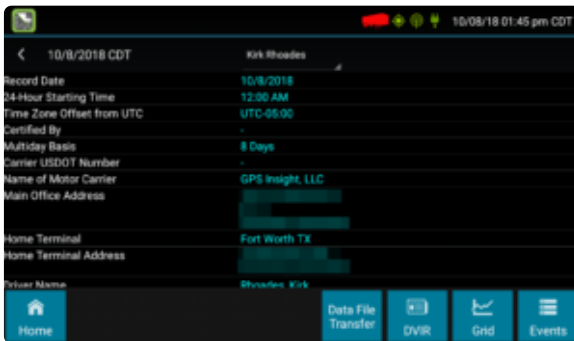 10/08/18 01:45 pm CDT
10/8/2018 CDT
Kirk Rhoades
Record Date 10/8/2018
24-Hour Starting Time 12:00 AM
Time Zone Offset from UTC UTC-05:00
Certified By -
Multiday Basis 8 Days
Carrier USDOT Number -
Name of Motor Carrier GPS Insight, LLC
Main Office Address
Home Terminal Fort Worth TX
Home Terminal Address
Driver Name Rhoades, Kirk
Home
Data File
Transfer
DVIR
Grid
Events